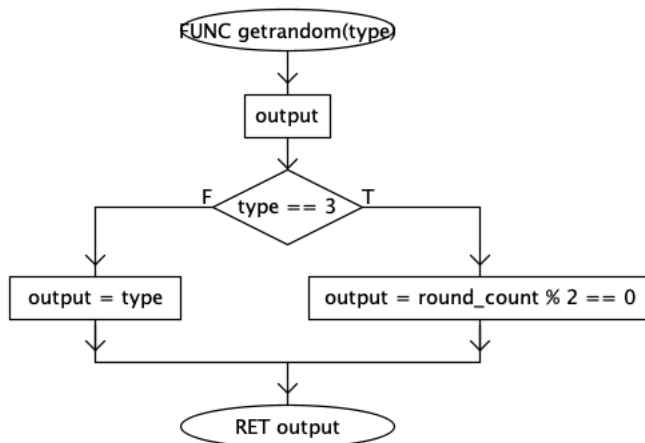 FUNC getrandom(type)
output
F
type == 3
T
output = type
output = round_count % 2 == 0
RET output